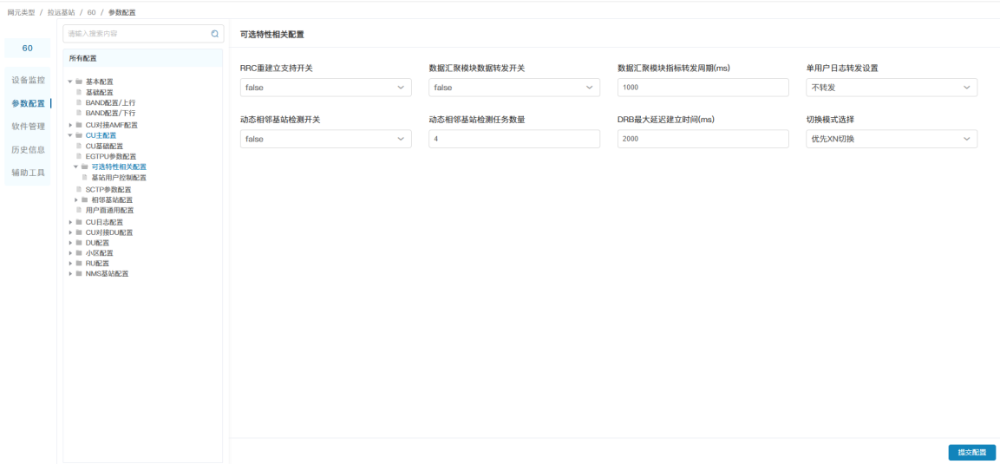 网元类型 / 拉远基站 / 60 / 参数配置
60
设备监控
参数配置
软件管理
历史信息
辅助工具
请输入搜索内容
所有配置
基本配置
基础配置
BAND配置/上行
BAND配置/下行
CU对接AMF配置
CU主配置
CU基础配置
EGTPU参数配置
可选特性相关配置
基站用户控制配置
SCTP参数配置
相邻基站配置
用户面通用配置
CU日志配置
CU对接DU配置
DU配置
小区配置
RU配置
NMS基站配置
可选特性相关配置
RRC重建立支持开关
false
数据汇聚模块数据转发开关
false
数据汇聚模块指标转发周期(ms)
1000
单用户日志转发设置
不转发
动态相邻基站检测开关
false
动态相邻基站检测任务数量
4
DRB最大延迟建立时间(ms)
2000
切换模式选择
优先XN切换
提交配置